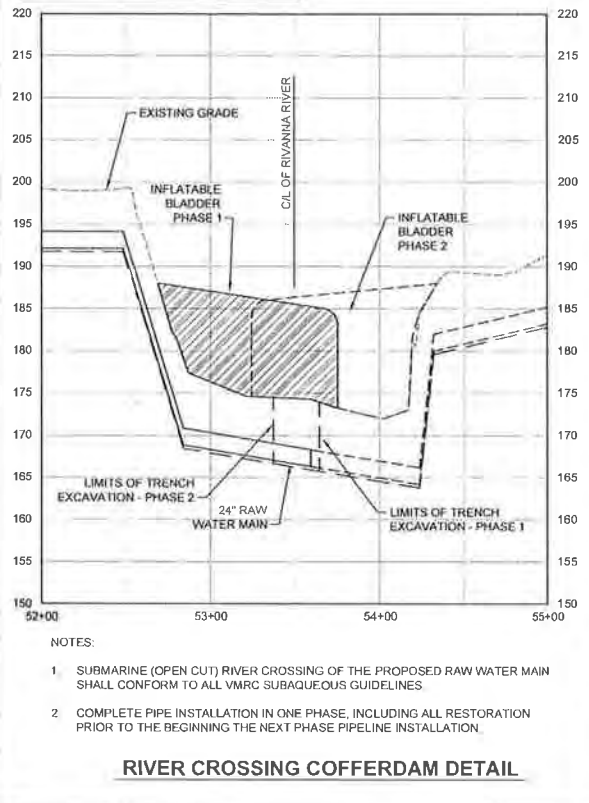 220 220
215 215
210 210
205 205
200 200
195 195
190 190
185 185
180 180
175 175
170 170
165 165
160 160
155 155
150 150
52+00 53+00 54+00 55+00
EXISTING GRADE
C/L OF RIVANNA RIVER
INFLATABLE
BLADDER
PHASE 1
INFLATABLE
BLADDER
PHASE 2
LIMITS OF TRENCH
EXCAVATION - PHASE 2
24" RAW
WATER MAIN
LIMITS OF TRENCH
EXCAVATION - PHASE 1
NOTES:
1 SUBMARINE (OPEN CUT) RIVER CROSSING OF THE PROPOSED RAW WATER MAIN
SHALL CONFORM TO ALL VMRC SUBAQUEOUS GUIDELINES
2 COMPLETE PIPE INSTALLATION IN ONE PHASE, INCLUDING ALL RESTORATION
PRIOR TO THE BEGINNING THE NEXT PHASE PIPELINE INSTALLATION
RIVER CROSSING COFFERDAM DETAIL